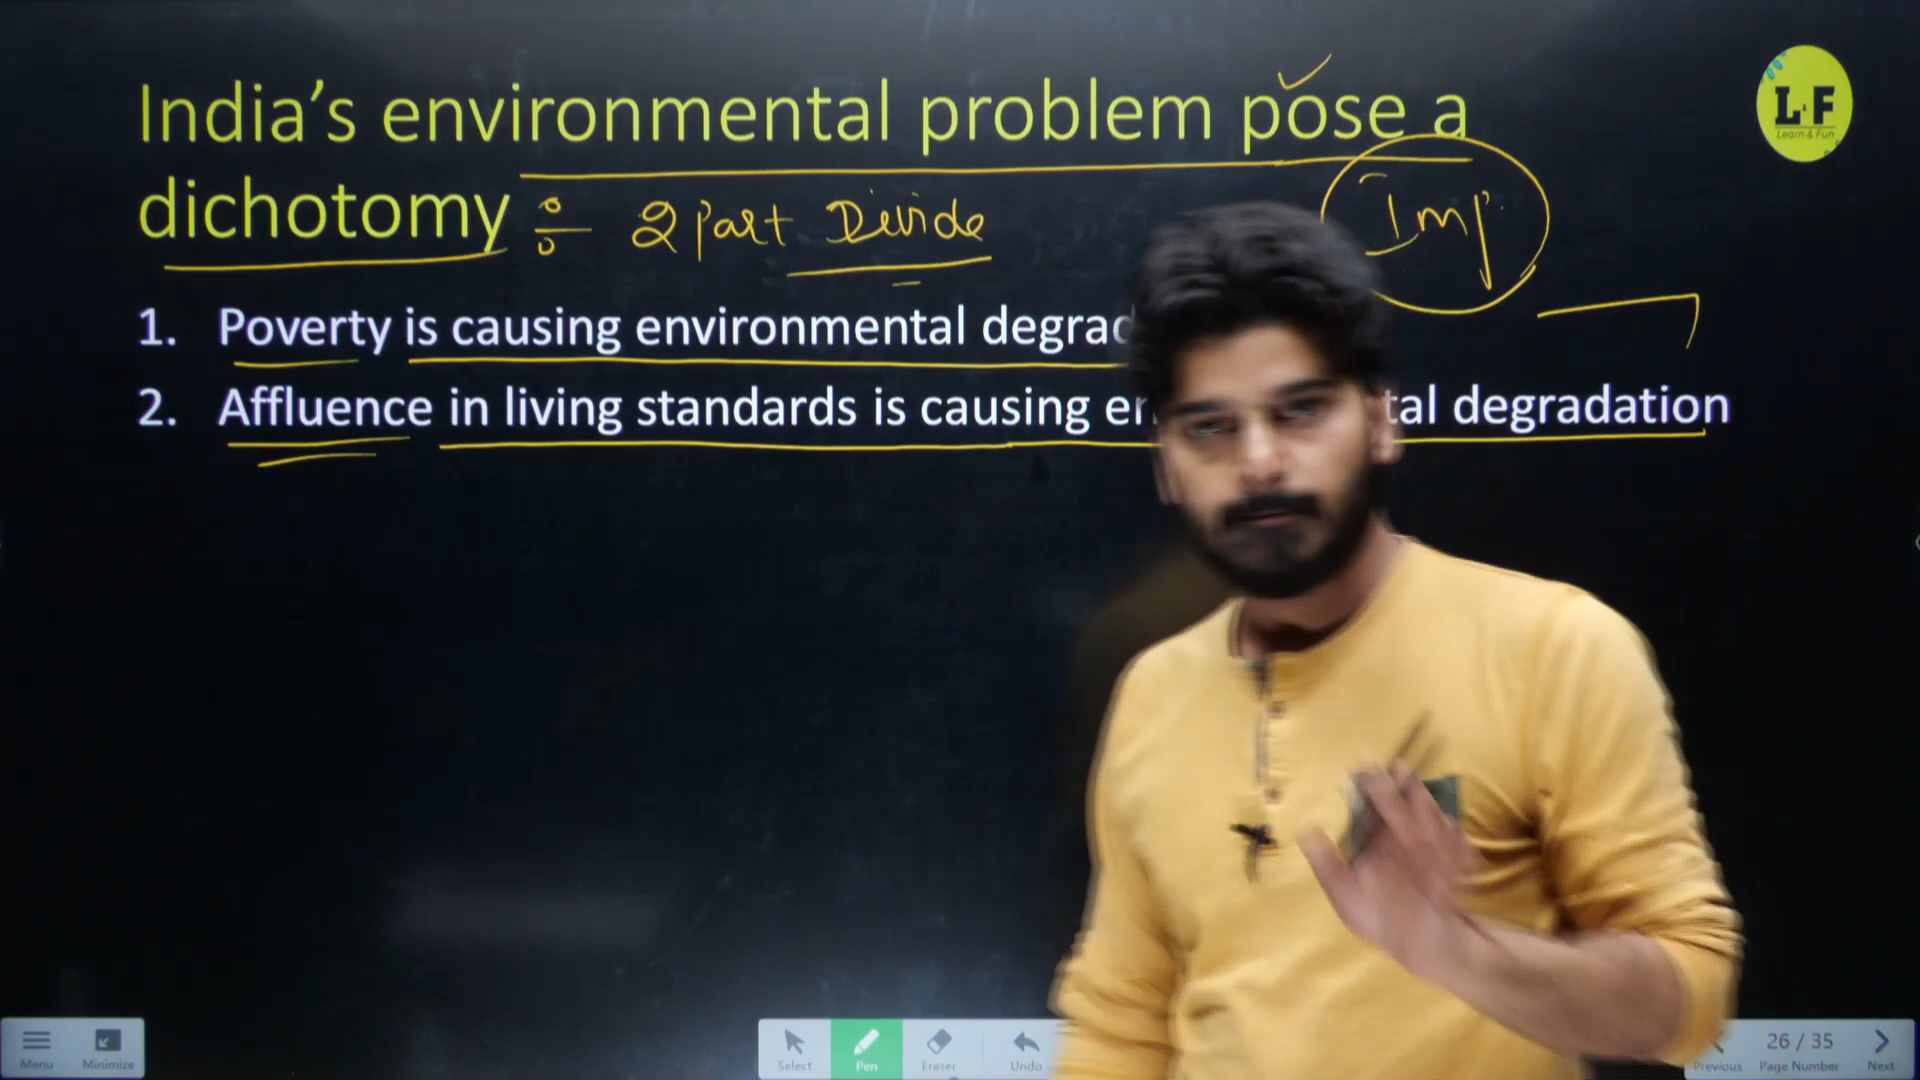 India's environmental problem pose a
dichotomy : 2 part Divide
Imp.
1. Poverty is causing environmental degrad
2. Affluence in living standards is causing en tal degradation
L&F
Learn & Fun
Menu
Minimize
Select
Pen
Eraser
Undo
Previous
26 / 35
Page Number
Next